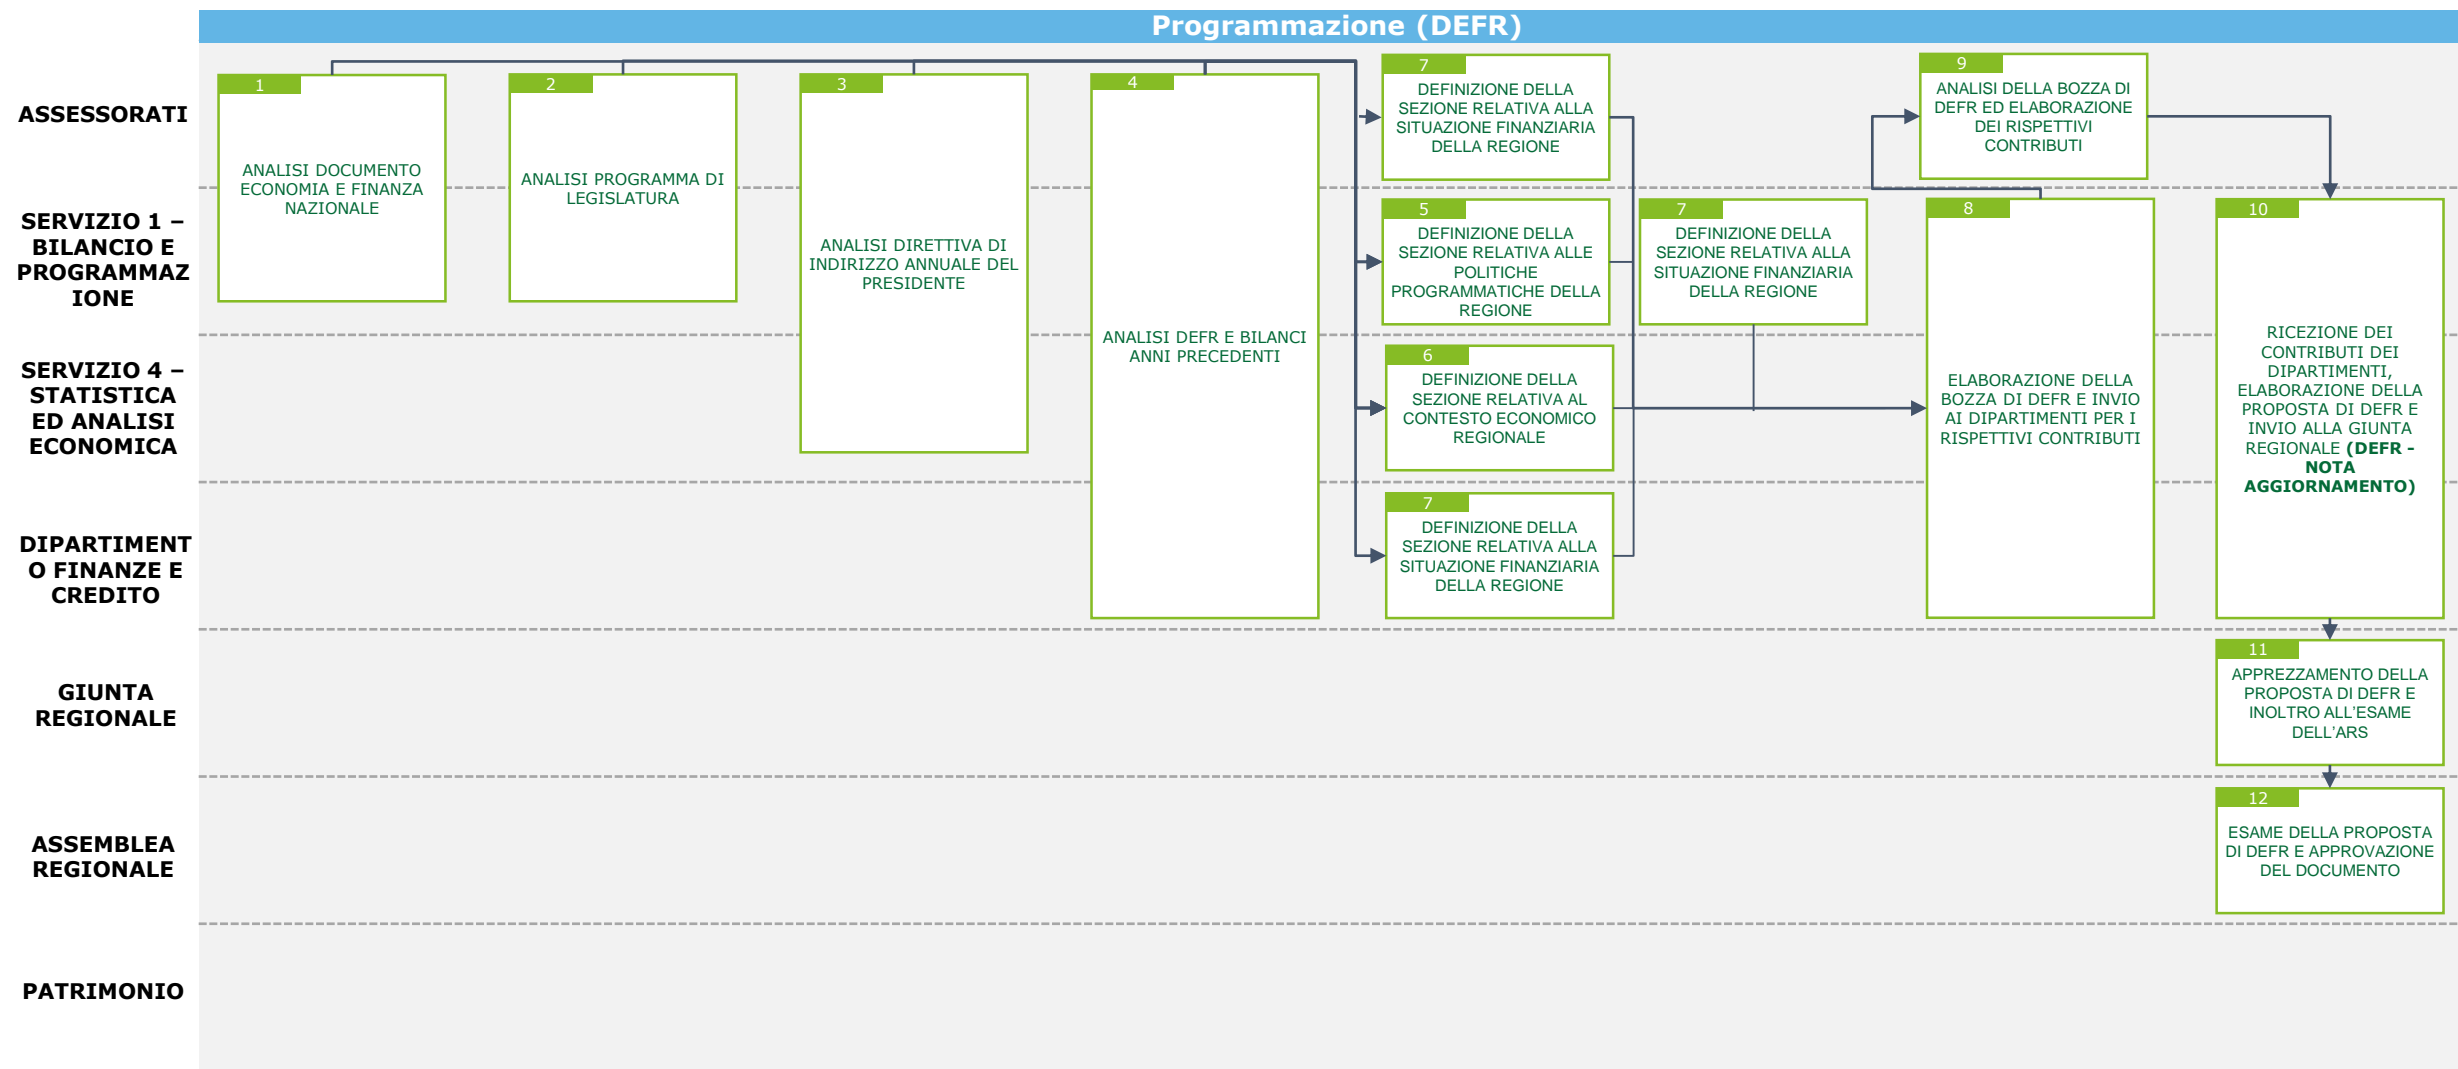 Programmazione (DEFR)
ASSESSORATI
SERVIZIO 1 –
BILANCIO E
PROGRAMMAZ
IONE
SERVIZIO 4 –
STATISTICA
ED ANALISI
ECONOMICA
DIPARTIMENT
O FINANZE E
CREDITO
GIUNTA
REGIONALE
ASSEMBLEA
REGIONALE
PATRIMONIO
1
ANALISI DOCUMENTO
ECONOMIA E FINANZA
NAZIONALE
2
ANALISI PROGRAMMA DI
LEGISLATURA
3
ANALISI DIRETTIVA DI
INDIRIZZO ANNUALE DEL
PRESIDENTE
4
ANALISI DEFR E BILANCI
ANNI PRECEDENTI
7
DEFINIZIONE DELLA
SEZIONE RELATIVA ALLA
SITUAZIONE FINANZIARIA
DELLA REGIONE
5
DEFINIZIONE DELLA
SEZIONE RELATIVA ALLE
POLITICHE
PROGRAMMATICHE DELLA
REGIONE
6
DEFINIZIONE DELLA
SEZIONE RELATIVA AL
CONTESTO ECONOMICO
REGIONALE
7
DEFINIZIONE DELLA
SEZIONE RELATIVA ALLA
SITUAZIONE FINANZIARIA
DELLA REGIONE
7
DEFINIZIONE DELLA
SEZIONE RELATIVA ALLA
SITUAZIONE FINANZIARIA
DELLA REGIONE
8
ELABORAZIONE DELLA
BOZZA DI DEFR E INVIO
AI DIPARTIMENTI PER I
RISPETTIVI CONTRIBUTI
9
ANALISI DELLA BOZZA DI
DEFR ED ELABORAZIONE
DEI RISPETTIVI
CONTRIBUTI
10
RICEZIONE DEI
CONTRIBUTI DEI
DIPARTIMENTI,
ELABORAZIONE DELLA
PROPOSTA DI DEFR E
INVIO ALLA GIUNTA
REGIONALE (DEFR -
NOTA
AGGIORNAMENTO)
11
APPREZZAMENTO DELLA
PROPOSTA DI DEFR E
INOLTRO ALL'ESAME
DELL'ARS
12
ESAME DELLA PROPOSTA
DI DEFR E APPROVAZIONE
DEL DOCUMENTO